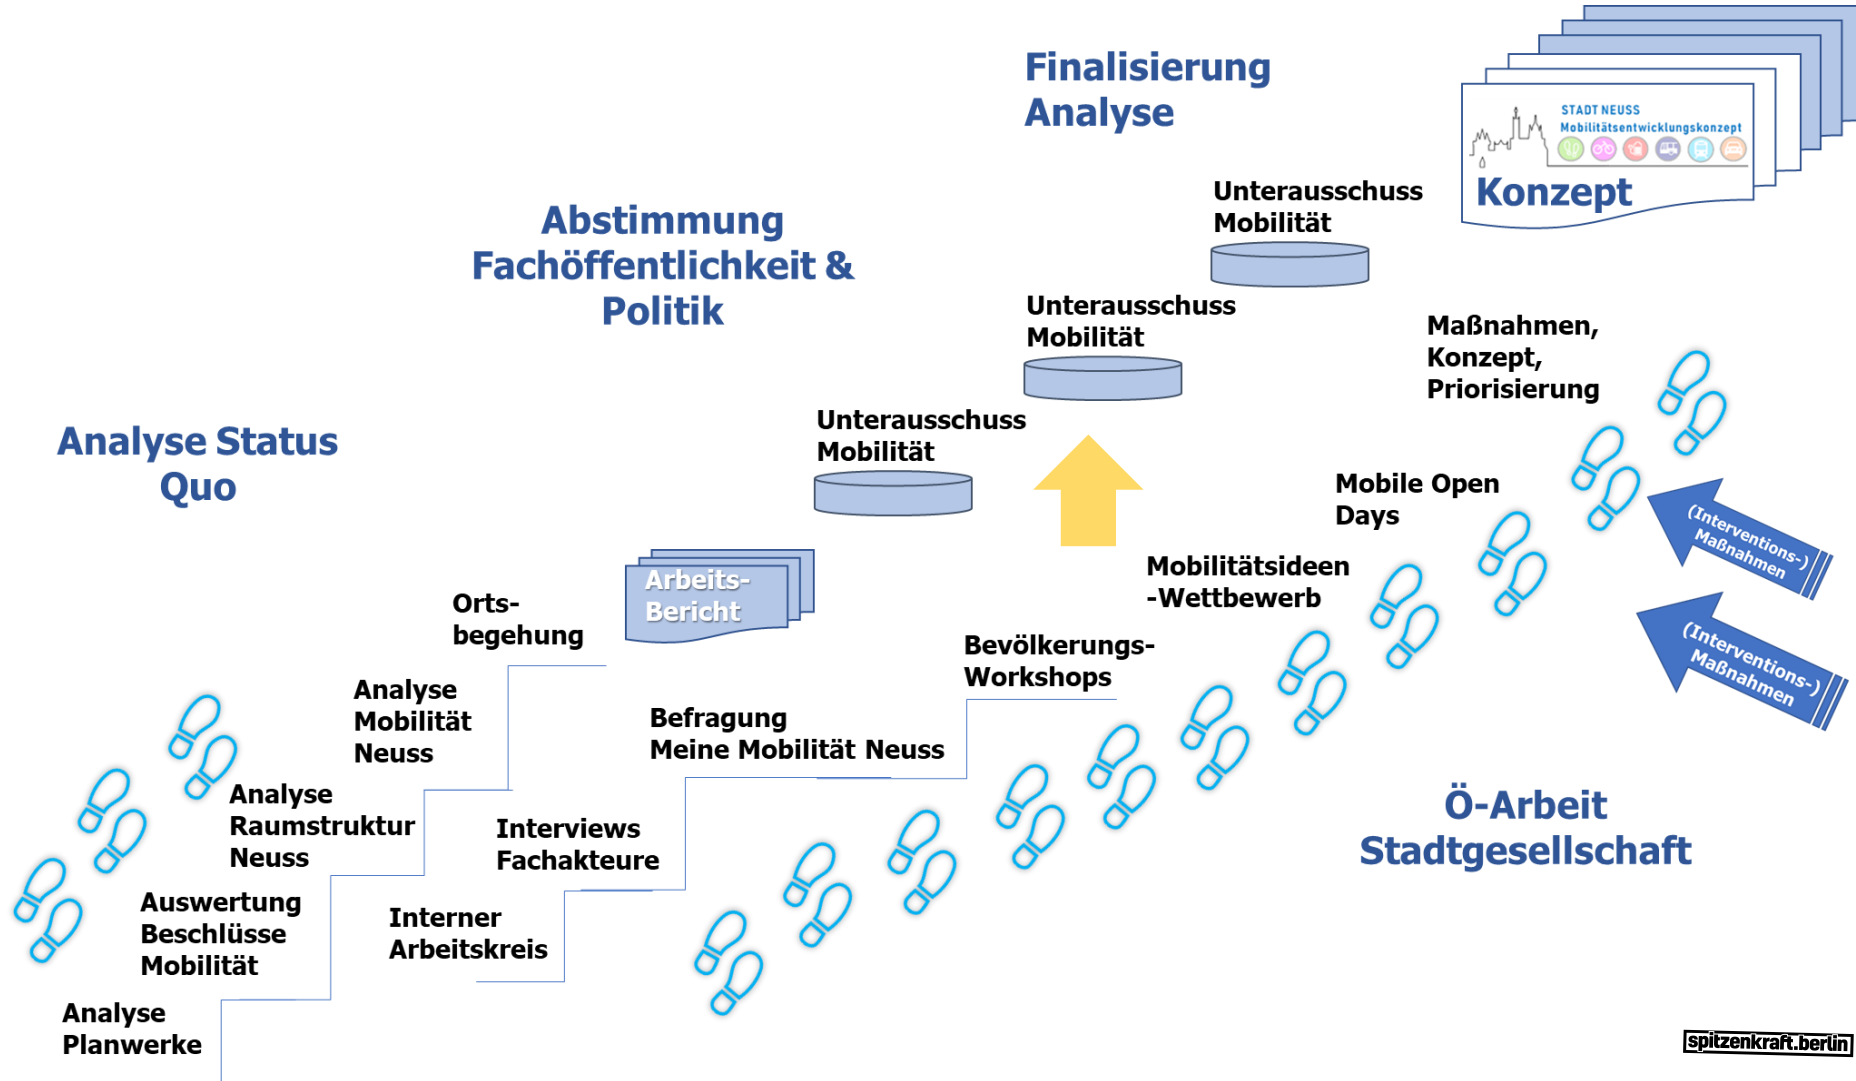 Finalisierung
Analyse
STADT NEUSS
Mobilitätsentwicklungskonzept
Konzept
Unterausschuss
Mobilität
Abstimmung
Fachöffentlichkeit &
Politik
Unterausschuss
Mobilität
Maßnahmen,
Konzept,
Priorisierung
Unterausschuss
Mobilität
Analyse Status
Quo
Mobile Open
Days
(Interventions-)
Maßnahmen
Mobilitätsideen
-Wettbewerb
Arbeits-
Bericht
Orts-
begehung
(Interventions-)
Maßnahmen
Bevölkerungs-
Workshops
Analyse
Mobilität
Neuss
Befragung
Meine Mobilität Neuss
Analyse
Raumstruktur
Neuss
Interviews
Fachakteure
Ö-Arbeit
Stadtgesellschaft
Auswertung
Beschlüsse
Mobilität
Interner
Arbeitskreis
Analyse
Planwerke
spitzenkraft.berlin